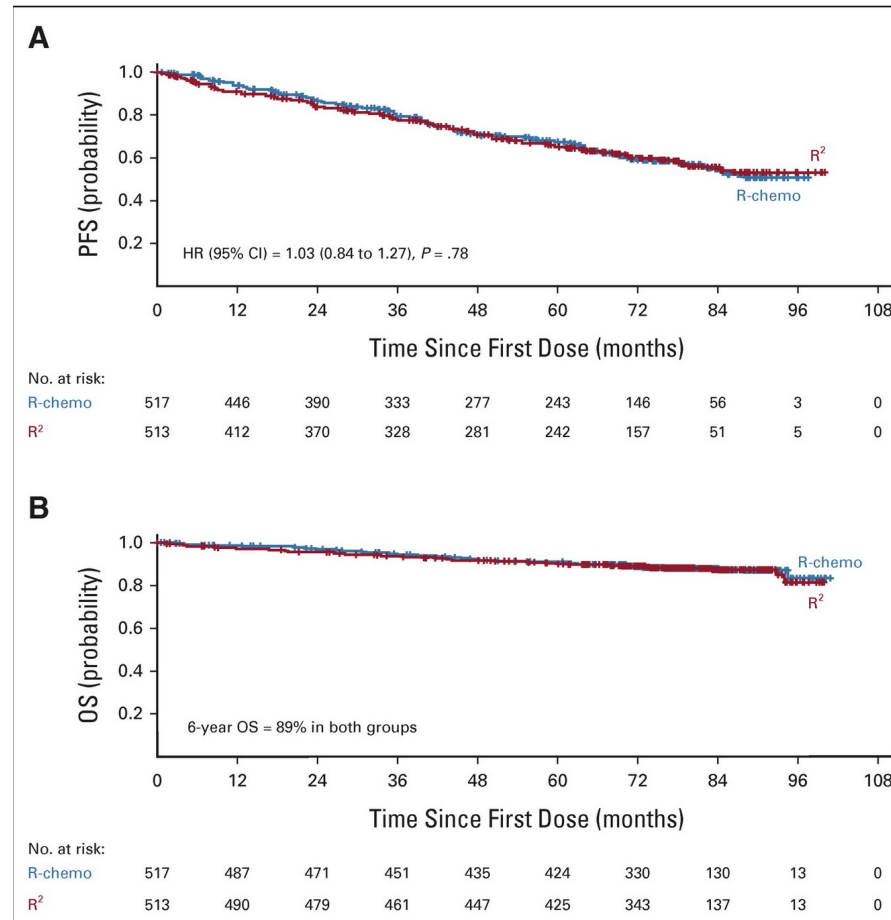 A
PFS (probability)
1.0
0.8
0.6
0.4
0.2
R²
R-chemo
HR (95% CI) = 1.03 (0.84 to 1.27), P = .78
0 12 24 36 48 60 72 84 96 108
Time Since First Dose (months)
No. at risk:
R-chemo 517 446 390 333 277 243 146 56 3 0
R² 513 412 370 328 281 242 157 51 5 0
B
OS (probability)
1.0
0.8
0.6
0.4
0.2
R-chemo
R²
6-year OS = 89% in both groups
0 12 24 36 48 60 72 84 96 108
Time Since First Dose (months)
No. at risk:
R-chemo 517 487 471 451 435 424 330 130 13 0
R² 513 490 479 461 447 425 343 137 13 0